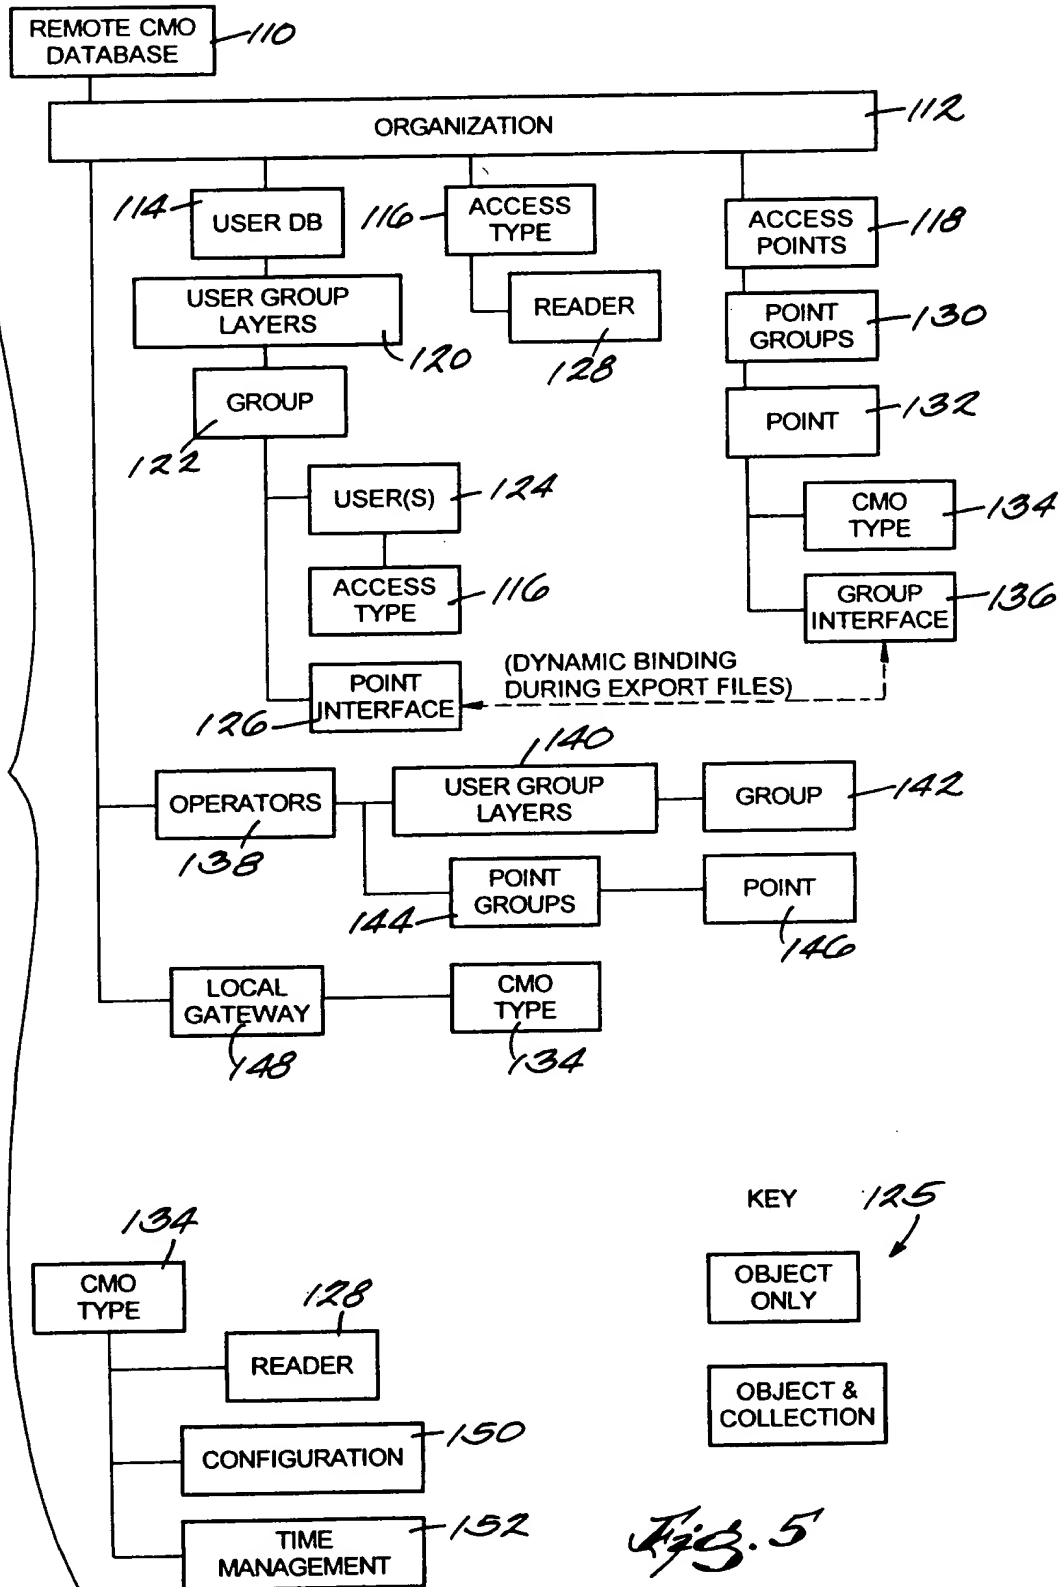 REMOTE CMO
DATABASE
110
ORGANIZATION
112
114
USER DB
116
ACCESS
TYPE
ACCESS
POINTS
118
USER GROUP
LAYERS
120
READER
128
POINT
GROUPS
130
GROUP
122
POINT
132
USER(S)
124
CMO
TYPE
134
ACCESS
TYPE
116
GROUP
INTERFACE
136
POINT
INTERFACE
126
(DYNAMIC BINDING
DURING EXPORT FILES)
OPERATORS
138
140
USER GROUP
LAYERS
GROUP
142
POINT
GROUPS
144
POINT
146
LOCAL
GATEWAY
148
CMO
TYPE
134
134
CMO
TYPE
128
READER
CONFIGURATION
150
TIME
MANAGEMENT
152
KEY
125
OBJECT
ONLY
OBJECT &
COLLECTION
Fig. 5